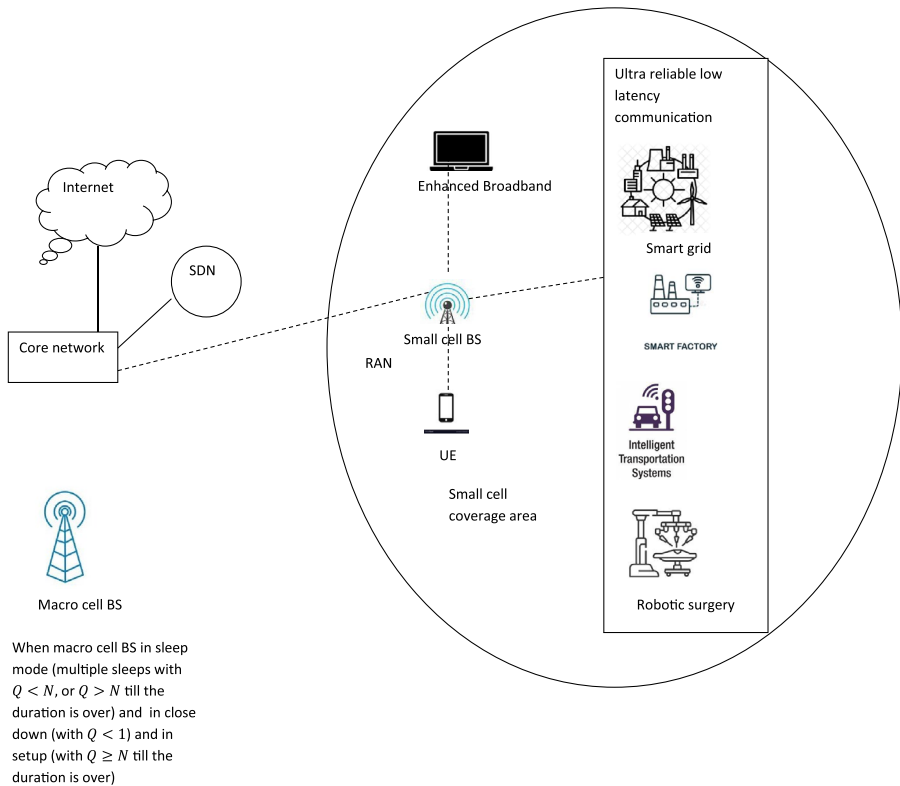 Ultra reliable low
latency
communication
Enhanced Broadband
Internet
Smart grid
SDN
Small cell BS
Core network
SMART FACTORY
RAN
Intelligent
Transportation
Systems
UE
Small cell
coverage area
Macro cell BS
Robotic surgery
When macro cell BS in sleep
mode (multiple sleeps with
Q < N, or Q > N till the
duration is over) and  in close
down (with Q < 1) and in
setup (with Q ≥ N till the
duration is over)